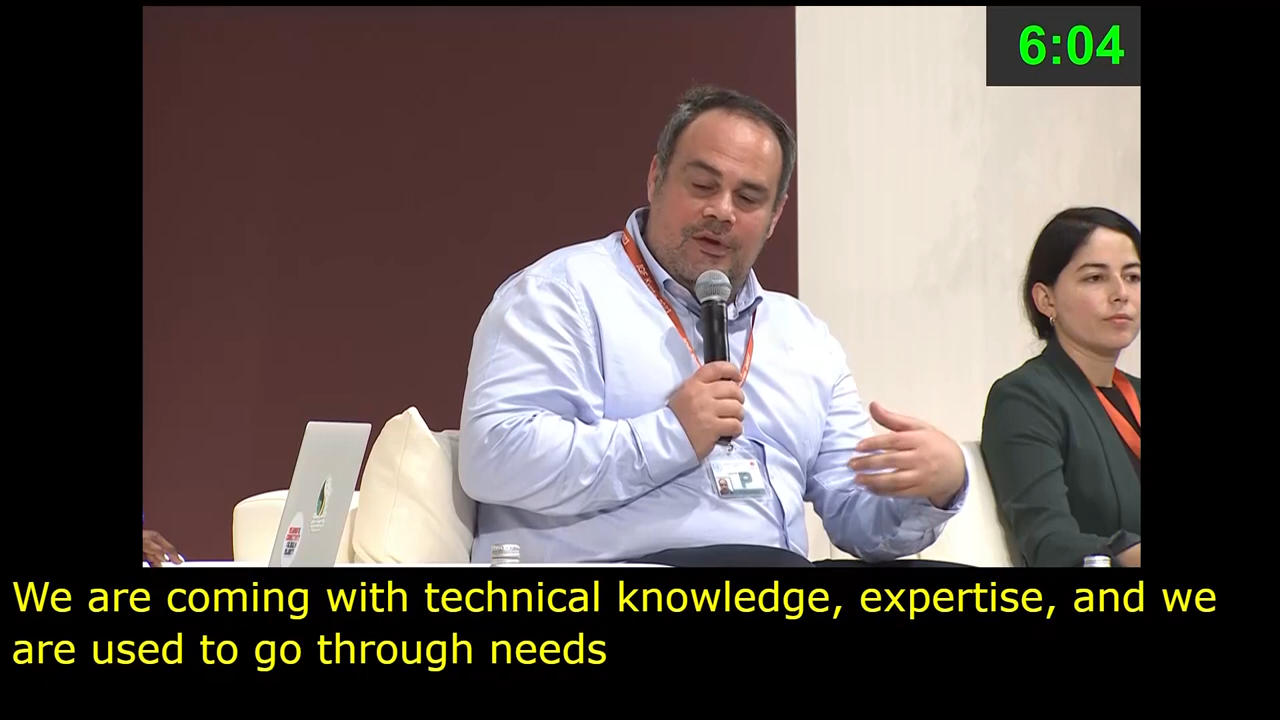 6:04
P
We are coming with technical knowledge, expertise, and we
are used to go through needs